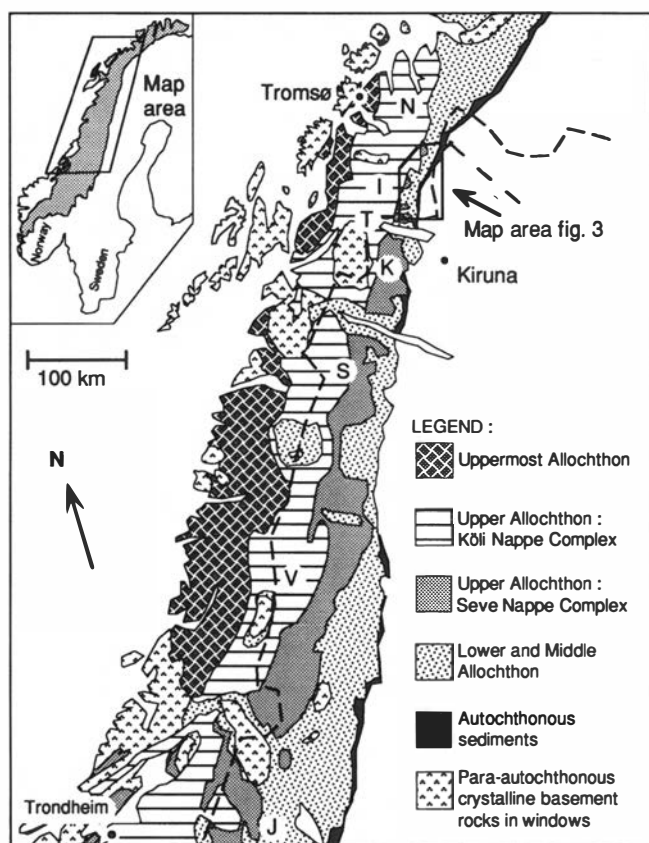 Map
area
Norway
Sweden
Tromsø
N
I
T
Map area fig. 3
K
Kiruna
100 km
S
N
LEGEND :
Uppermost Allochthon
Upper Allochthon :
Köli Nappe Complex
V
Upper Allochthon :
Seve Nappe Complex
Lower and Middle
Allochthon
Autochthonous
sediments
Para-autochthonous
crystalline basement
rocks in windows
Trondheim
J